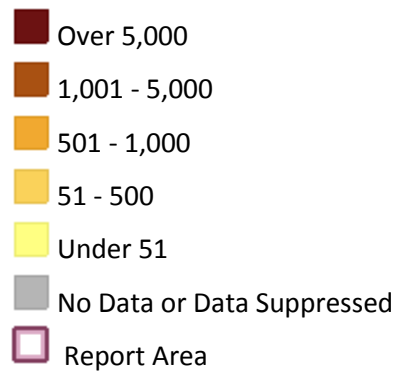 Over 5,000
1,001 - 5,000
501 - 1,000
51 - 500
Under 51
No Data or Data Suppressed
Report Area